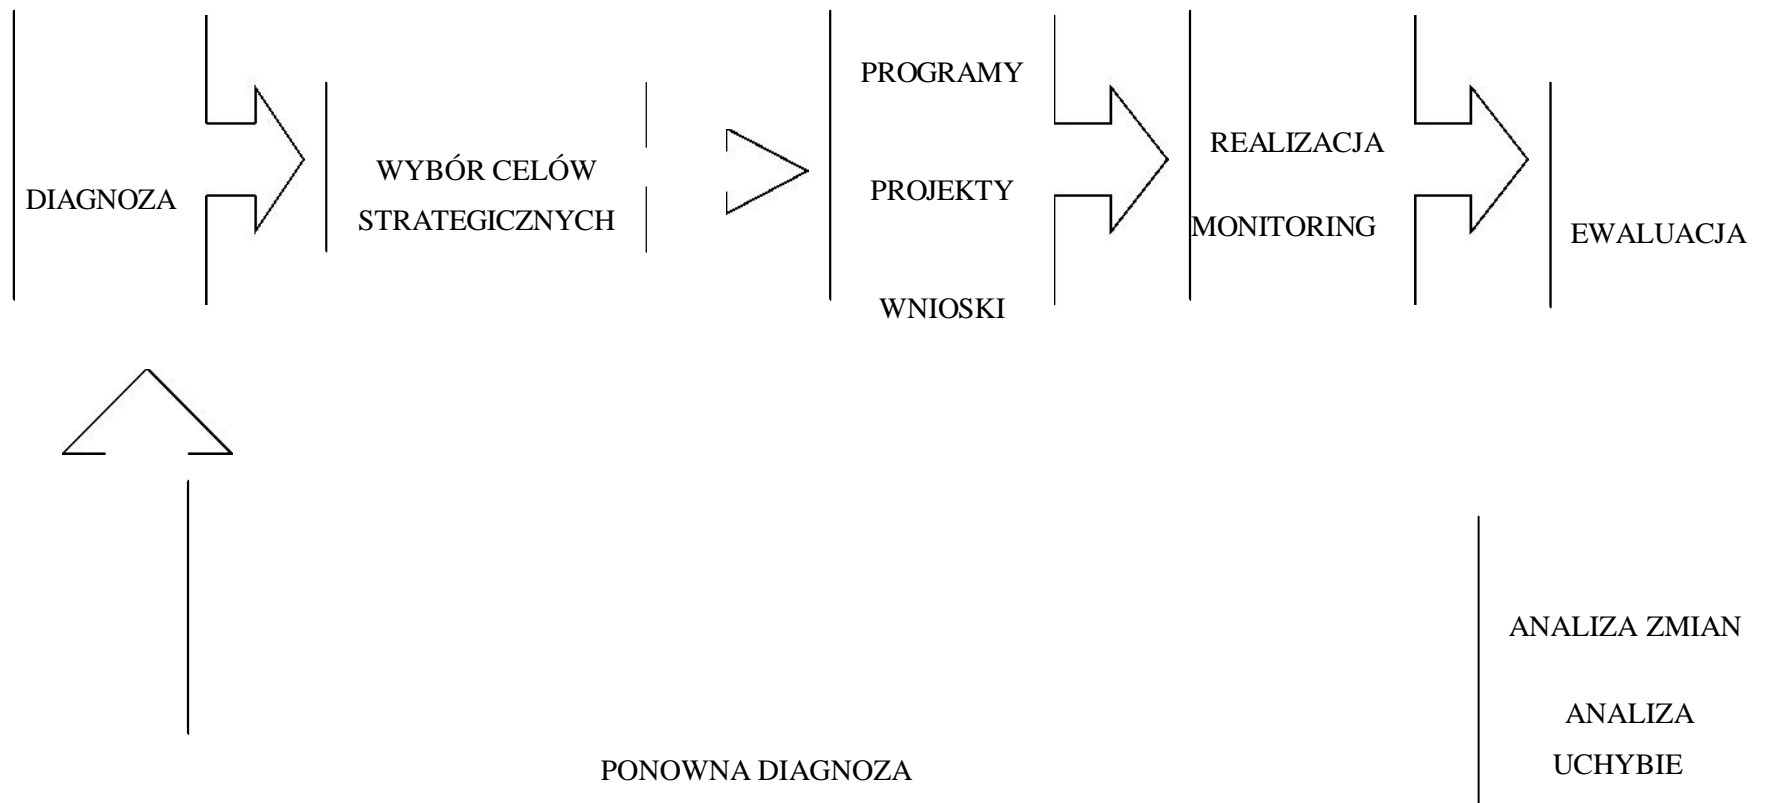 DIAGNOZA
WYBÓR CELÓW
STRATEGICZNYCH
PROGRAMY
PROJEKTY
WNIOSKI
REALIZACJA
MONITORING
EWALUACJA
ANALIZA ZMIAN
ANALIZA
UCHYBIE
PONOWNA DIAGNOZA